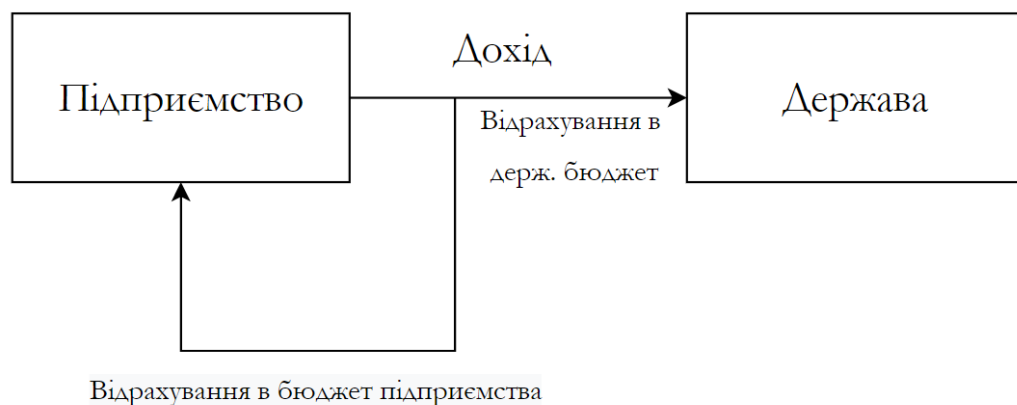 Підприємство
Дохід
Держава
Відрахування в
держ. бюджет
Відрахування в бюджет підприємства